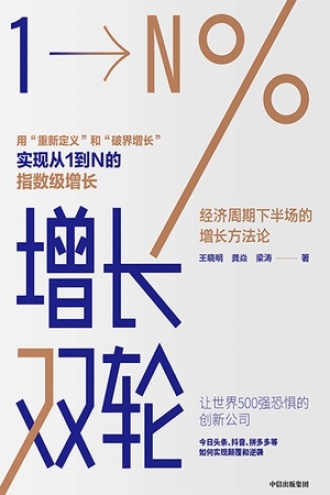 1→N%
用“重新定义”和“破界增长”
实现从1到N的
指数级增长
经济周期下半场的
增长方法论
王晓明 龚焱 梁涛——著
增长
双轮
让世界500强恐惧的
创新公司
今日头条、抖音、拼多多等
如何实现颠覆和逆袭
中信出版集团